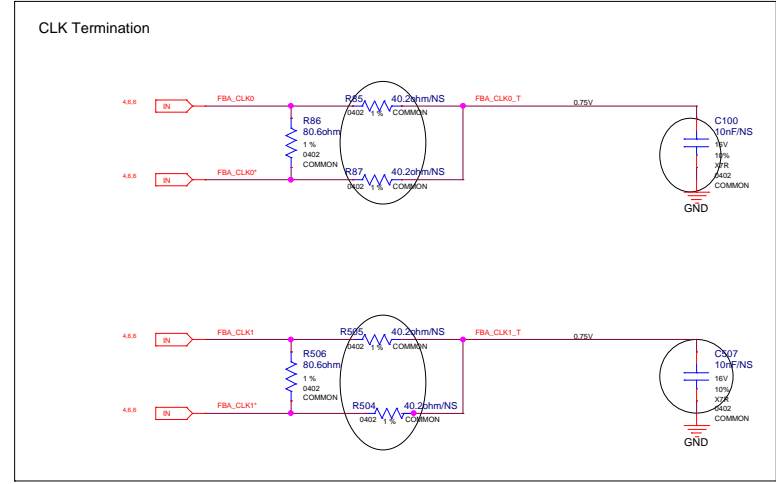 CLK Termination
4,6,6 IN FBA_CLK0 R85 40.2ohm/NS FBA_CLK0_T 0.75V
0402 1 % COMMON
R86
80.6ohm
1 %
0402
COMMON
C100
10nF/NS
16V
10%
X7R
0402
COMMON
GND
4,6,6 IN FBA_CLK0* R87 40.2ohm/NS
0402 1 % COMMON
4,6,6 IN FBA_CLK1 R505 40.2ohm/NS FBA_CLK1_T 0.75V
0402 1 % COMMON
R506
80.6ohm
1 %
0402
COMMON
C507
10nF/NS
16V
10%
X7R
0402
COMMON
GND
4,6,6 IN FBA_CLK1* R504 40.2ohm/NS
0402 1 % COMMON